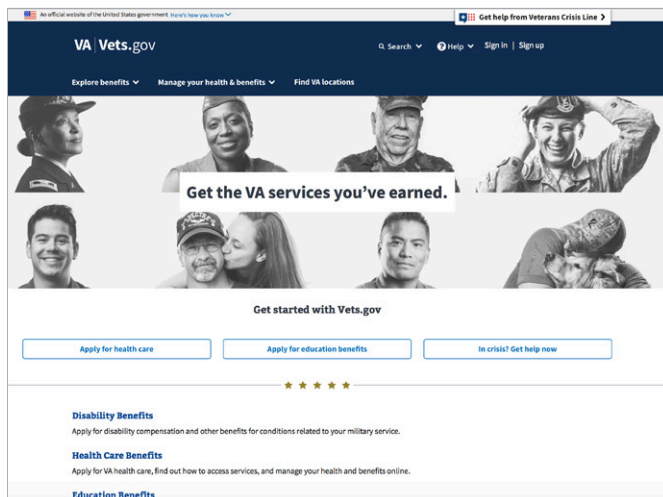 An official website of the United States government Here's how you know
Get help from Veterans Crisis Line
VA Vets.gov
Search Help Sign in | Sign up
Explore benefits Manage your health & benefits Find VA locations
Get the VA services you've earned.
Get started with Vets.gov
Apply for health care Apply for education benefits In crisis? Get help now
Disability Benefits
Apply for disability compensation and other benefits for conditions related to your military service.
Health Care Benefits
Apply for VA health care, find out how to access services, and manage your health and benefits online.
Education Benefits